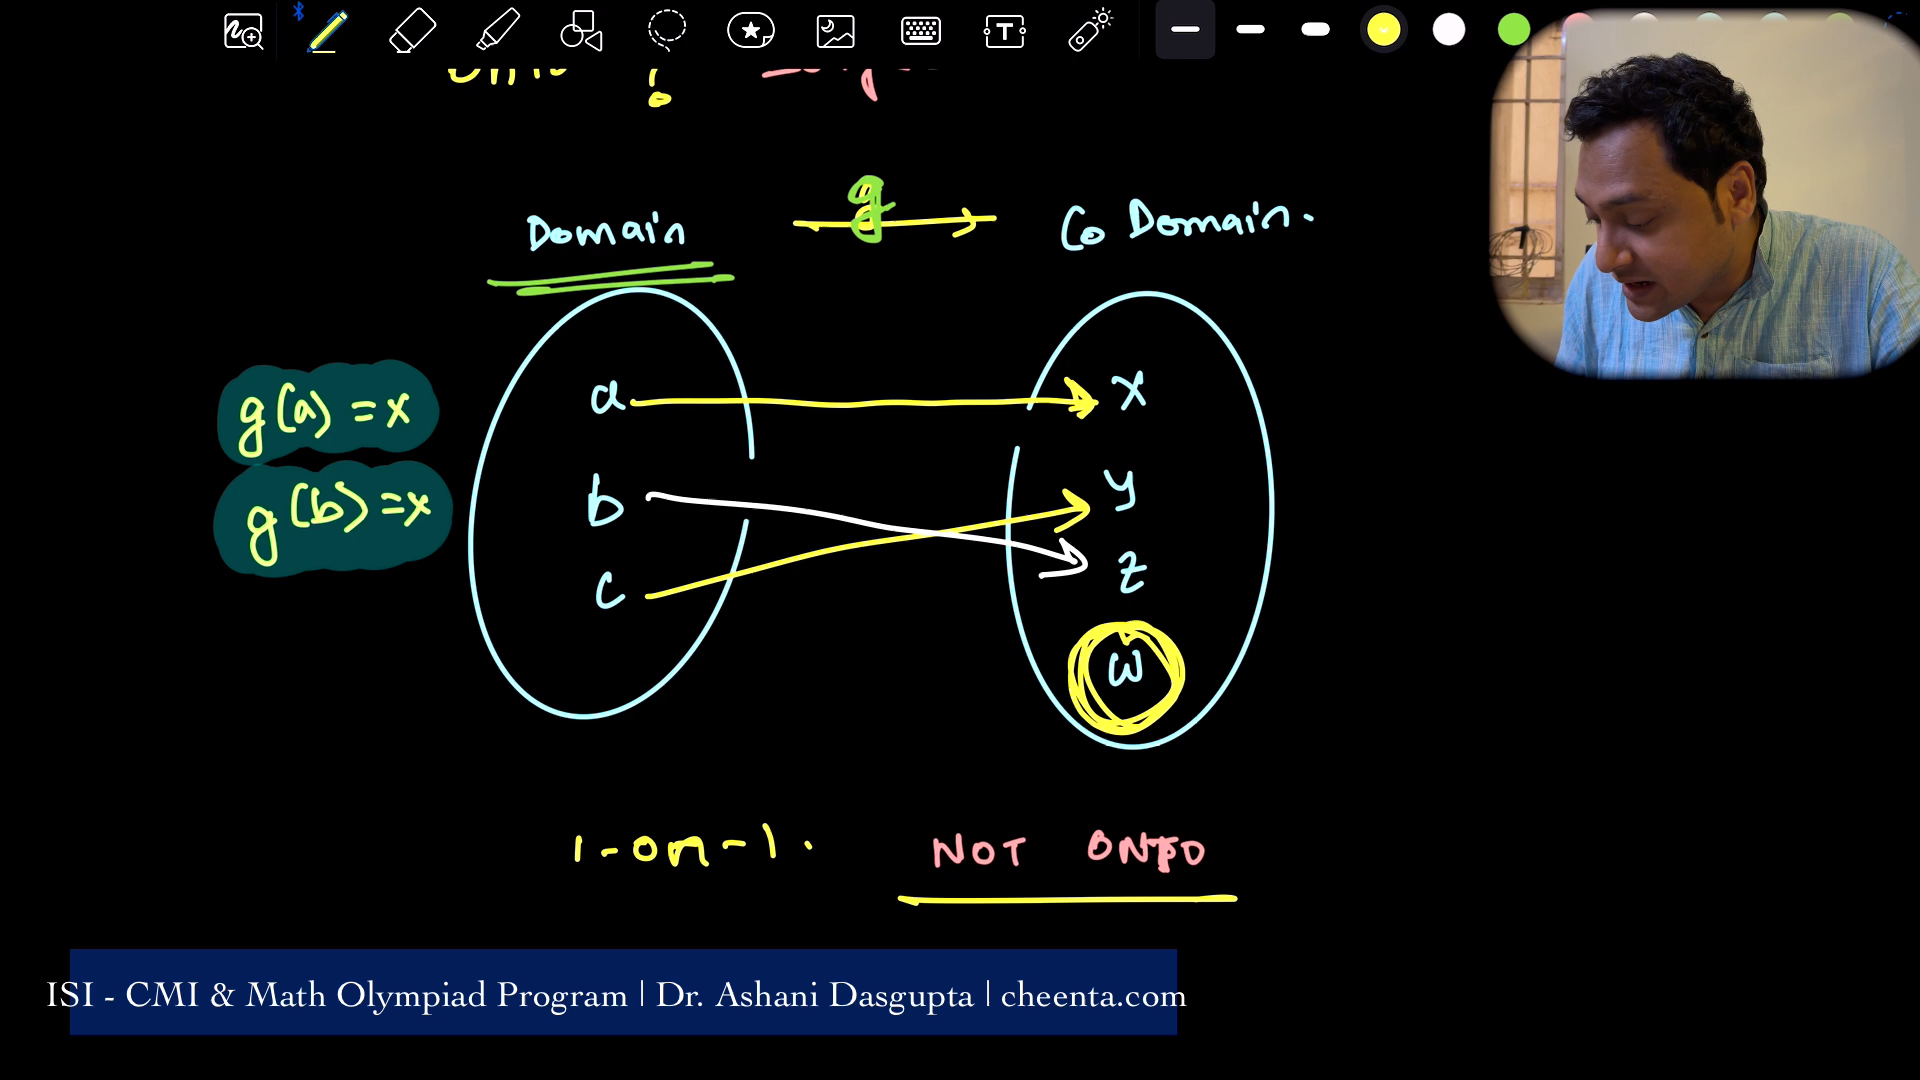 Domain g Co Domain.
g(a) = x
g(b) = x
a x
b y
c z
ω
1-on-1. NOT ONTO
ISI - CMI & Math Olympiad Program | Dr. Ashani Dasgupta | cheenta.com